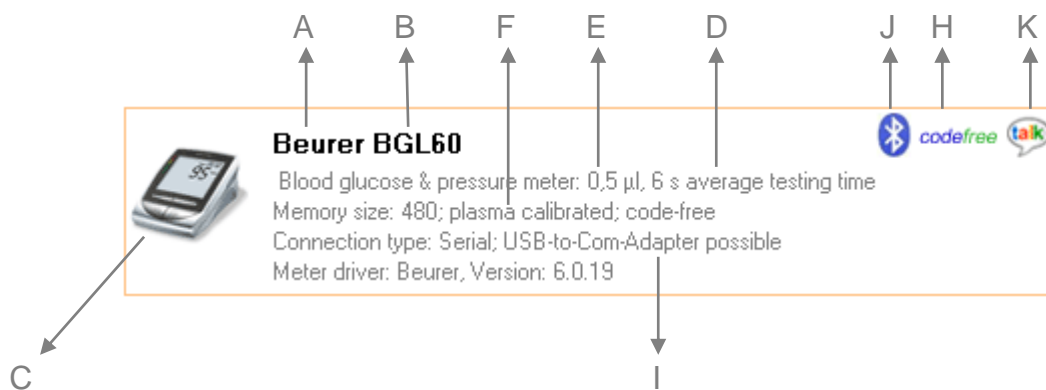 A B F E D J H K
Beurer BGL60
codefree talk
Blood glucose & pressure meter: 0,5 µl, 6 s average testing time
Memory size: 480; plasma calibrated; code-free
Connection type: Serial; USB-to-Com-Adapter possible
Meter driver: Beurer, Version: 6.0.19
C I